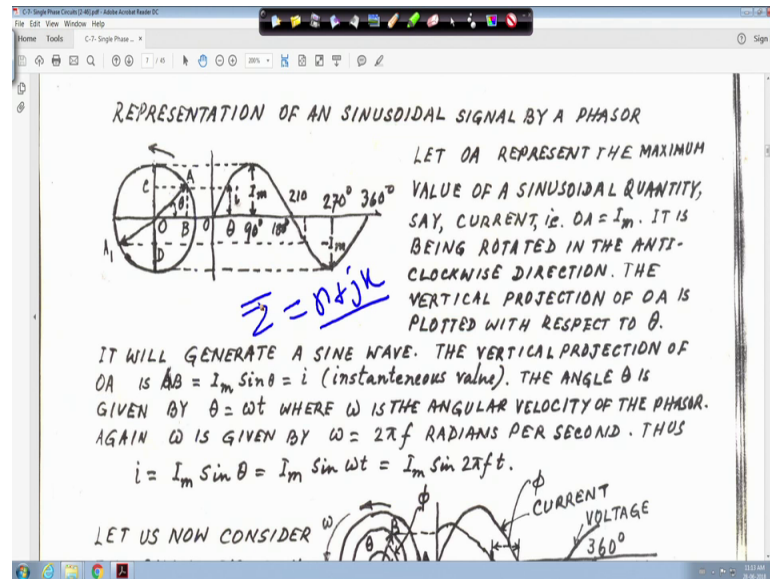 C-7- Single Phase Circuits [2-46].pdf - Adobe Acrobat Reader DC
File Edit View Window Help
Home Tools C-7- Single Phase ... × Sign
7 / 45 200%
REPRESENTATION OF AN SINUSOIDAL SIGNAL BY A PHASOR
LET OA REPRESENT THE MAXIMUM
VALUE OF A SINUSOIDAL QUANTITY,
SAY, CURRENT, i.e. OA = Im. IT IS
BEING ROTATED IN THE ANTI-
CLOCKWISE DIRECTION. THE
VERTICAL PROJECTION OF OA IS
PLOTTED WITH RESPECT TO θ.
C A θ O B A1 D
Im i 210 270° 360°
0 θ 90° 180° -Im
Z̅ = r+jx
IT WILL GENERATE A SINE WAVE. THE VERTICAL PROJECTION OF
OA IS AB = Im Sinθ = i (instanteneous value). THE ANGLE θ IS
GIVEN BY θ = ωt WHERE ω IS THE ANGULAR VELOCITY OF THE PHASOR.
AGAIN ω IS GIVEN BY ω = 2πf RADIANS PER SECOND. THUS
i = Im Sin θ = Im Sin ωt = Im Sin 2πft.
LET US NOW CONSIDER
ω θ ϕ B ϕ CURRENT
VOLTAGE
360°
11:13 AM